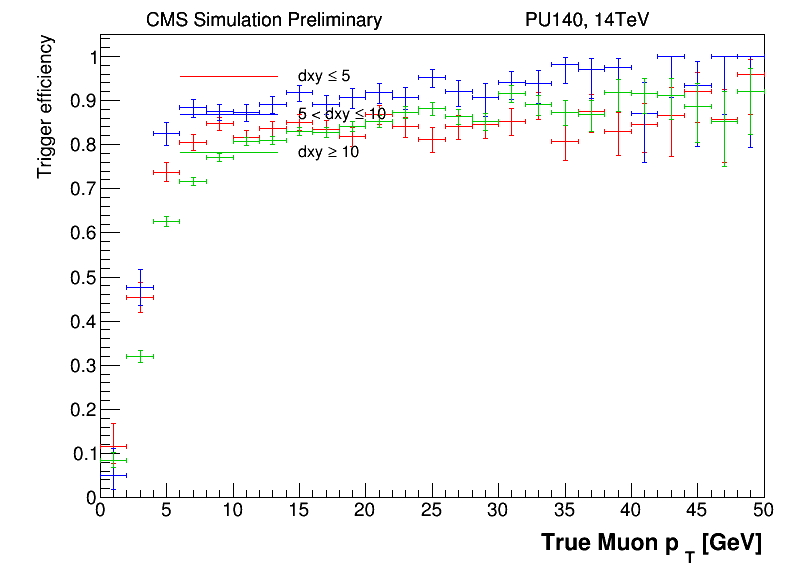 CMS Simulation Preliminary PU140, 14TeV
Trigger efficiency
1
0.9
0.8
0.7
0.6
0.5
0.4
0.3
0.2
0.1
0
dxy ≤ 5
5 < dxy ≤ 10
dxy ≥ 10
0 5 10 15 20 25 30 35 40 45 50
True Muon p T [GeV]